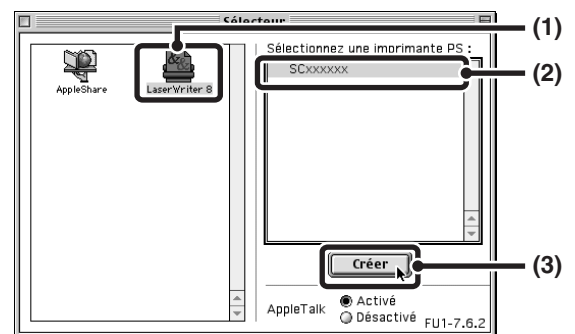 Sélecteur
(1)
Sélectionnez une imprimante PS :
SCxxxxxx
(2)
AppleShare
LaserWriter 8
Créer
(3)
AppleTalk
Activé
Désactivé
FU1-7.6.2